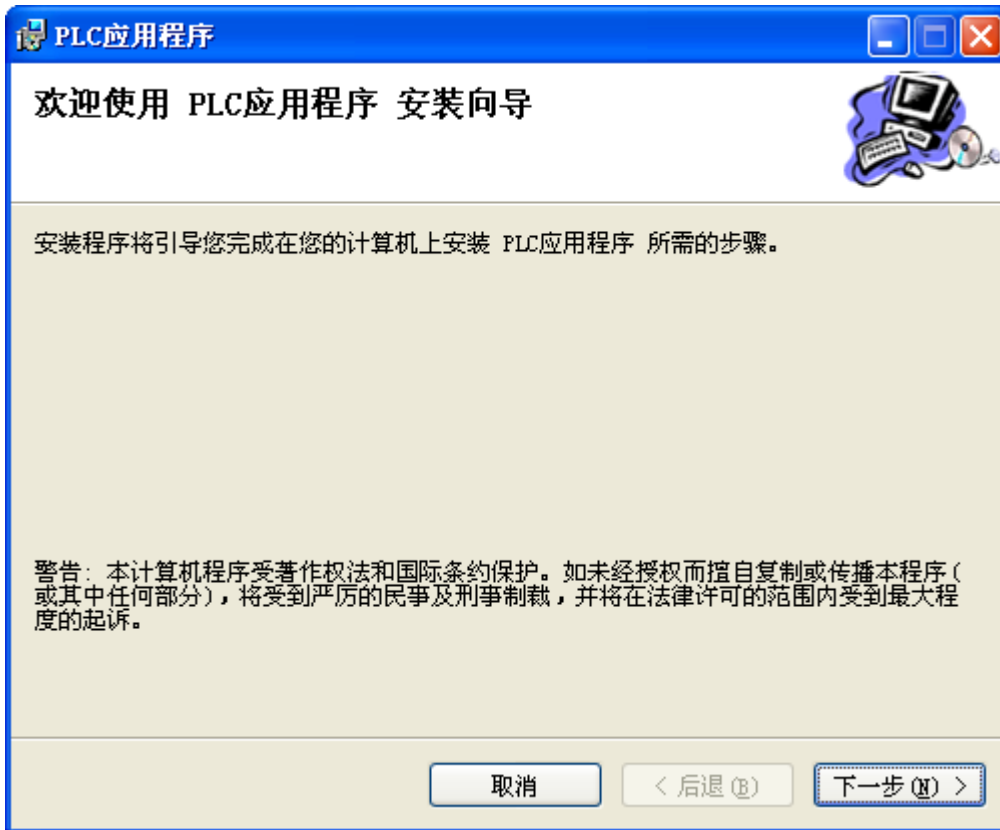 PLC应用程序
欢迎使用 PLC应用程序 安装向导
安装程序将引导您完成在您的计算机上安装 PLC应用程序 所需的步骤。
警告: 本计算机程序受著作权法和国际条约保护。如未经授权而擅自复制或传播本程序(
或其中任何部分)，将受到严厉的民事及刑事制裁，并将在法律许可的范围内受到最大程
度的起诉。
取消
< 后退(B)
下一步(N) >